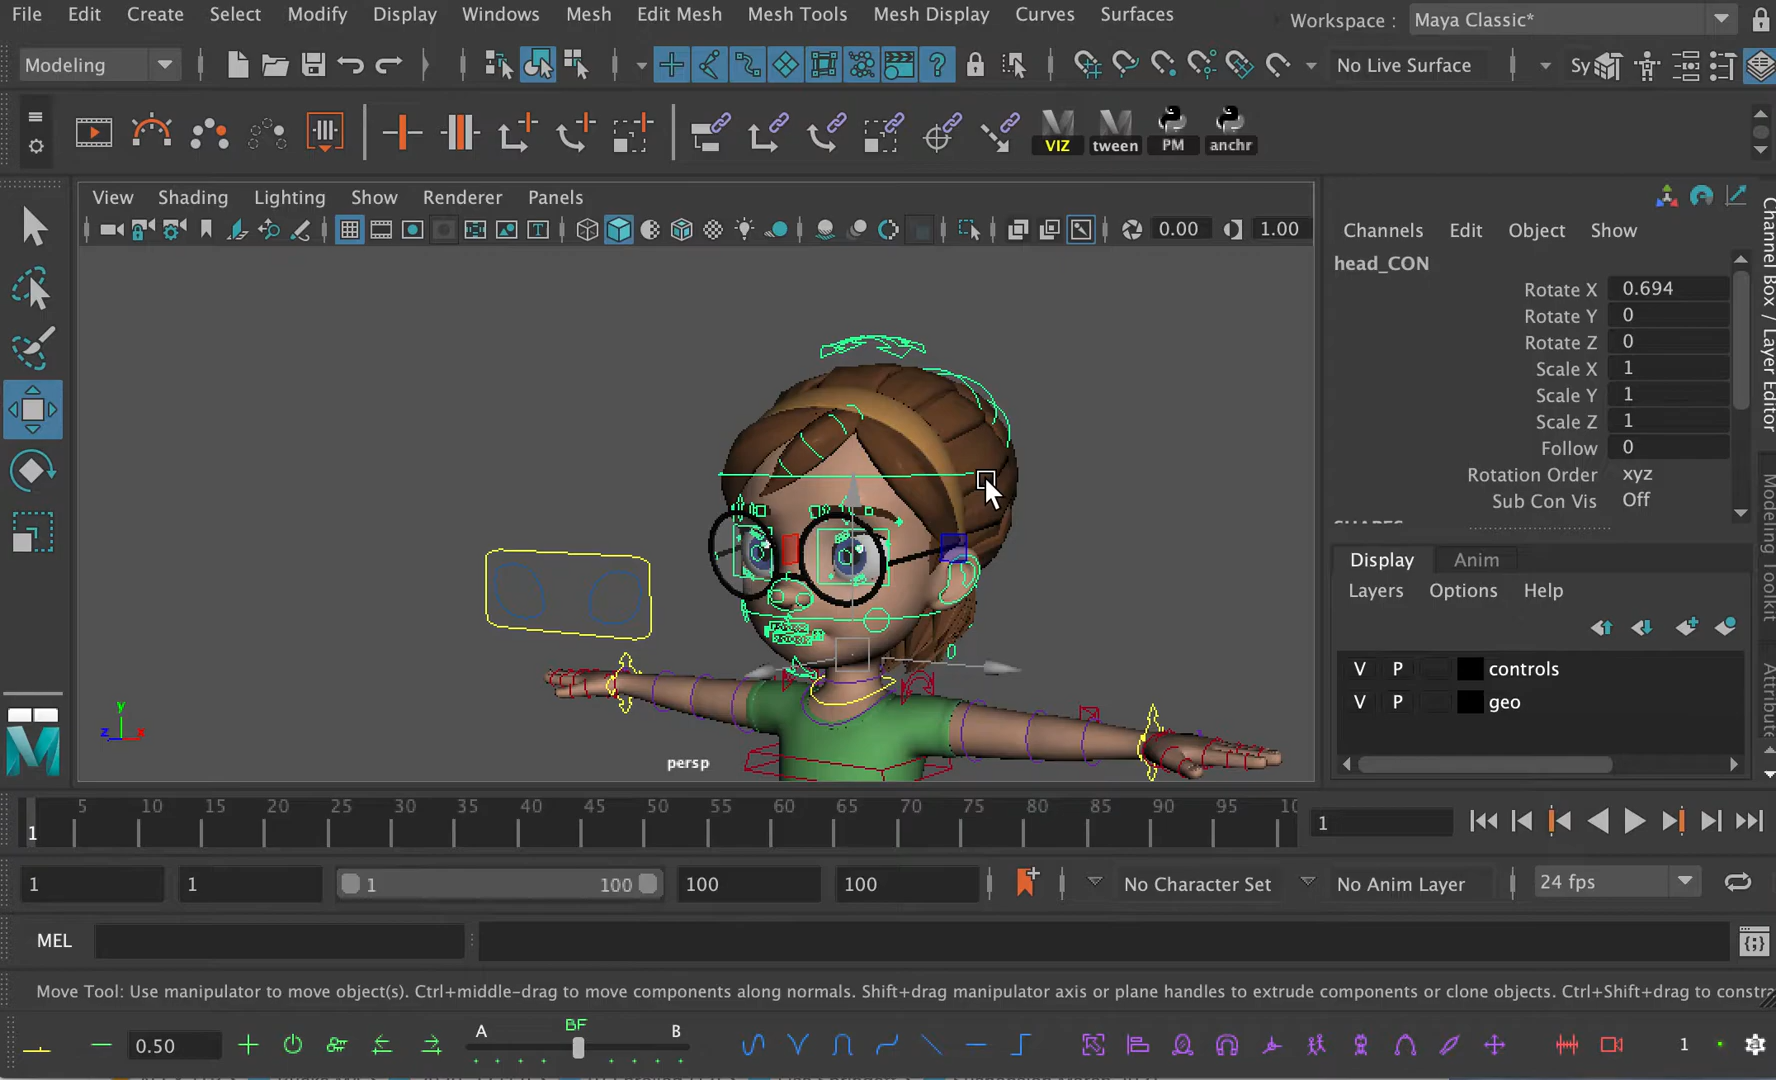 File Edit Create Select Modify Display Windows Mesh Edit Mesh Mesh Tools Mesh Display Curves Surfaces
Workspace : Maya Classic*
Modeling No Live Surface Sy
VIZ tween PM anchr
View Shading Lighting Show Renderer Panels
0.00 1.00
persp
y
z x
Channels Edit Object Show
head_CON
Rotate X 0.694
Rotate Y 0
Rotate Z 0
Scale X 1
Scale Y 1
Scale Z 1
Follow 0
Rotation Order xyz
Sub Con Vis Off
Display Anim
Layers Options Help
V P controls
V P geo
Channel Box / Layer Editor
Modeling Toolkit
5 10 15 20 25 30 35 40 45 50 55 60 65 70 75 80 85 90 95
1
1
1 1 1 100 100 100 No Character Set No Anim Layer 24 fps
MEL
Move Tool: Use manipulator to move object(s). Ctrl+middle-drag to move components along normals. Shift+drag manipulator axis or plane handles to extrude components or clone objects. Ctrl+Shift+drag to
0.50 A BF B 1